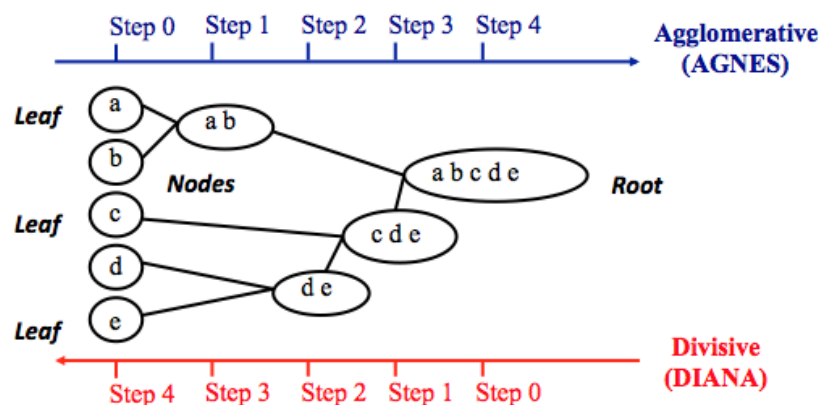 Step 0 Step 1 Step 2 Step 3 Step 4
Agglomerative
(AGNES)
Leaf
a
a b
b
a b c d e
Nodes
Root
Leaf
c
c d e
d
d e
Leaf
e
Divisive
(DIANA)
Step 4 Step 3 Step 2 Step 1 Step 0